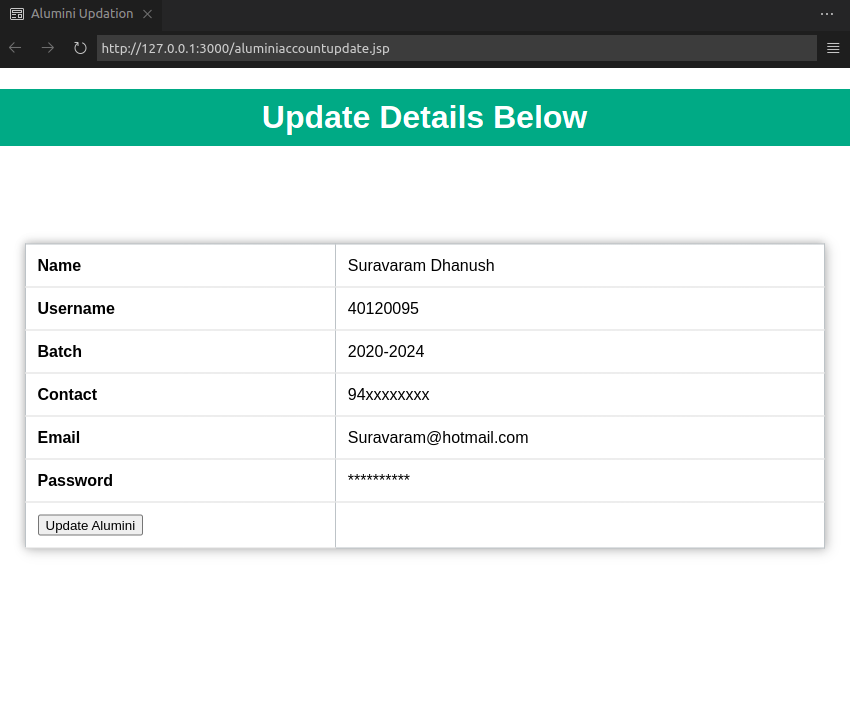 Alumini Updation
http://127.0.0.1:3000/aluminiaccountupdate.jsp
Update Details Below
Name Suravaram Dhanush
Username 40120095
Batch 2020-2024
Contact 94xxxxxxxx
Email Suravaram@hotmail.com
Password **********
Update Alumini